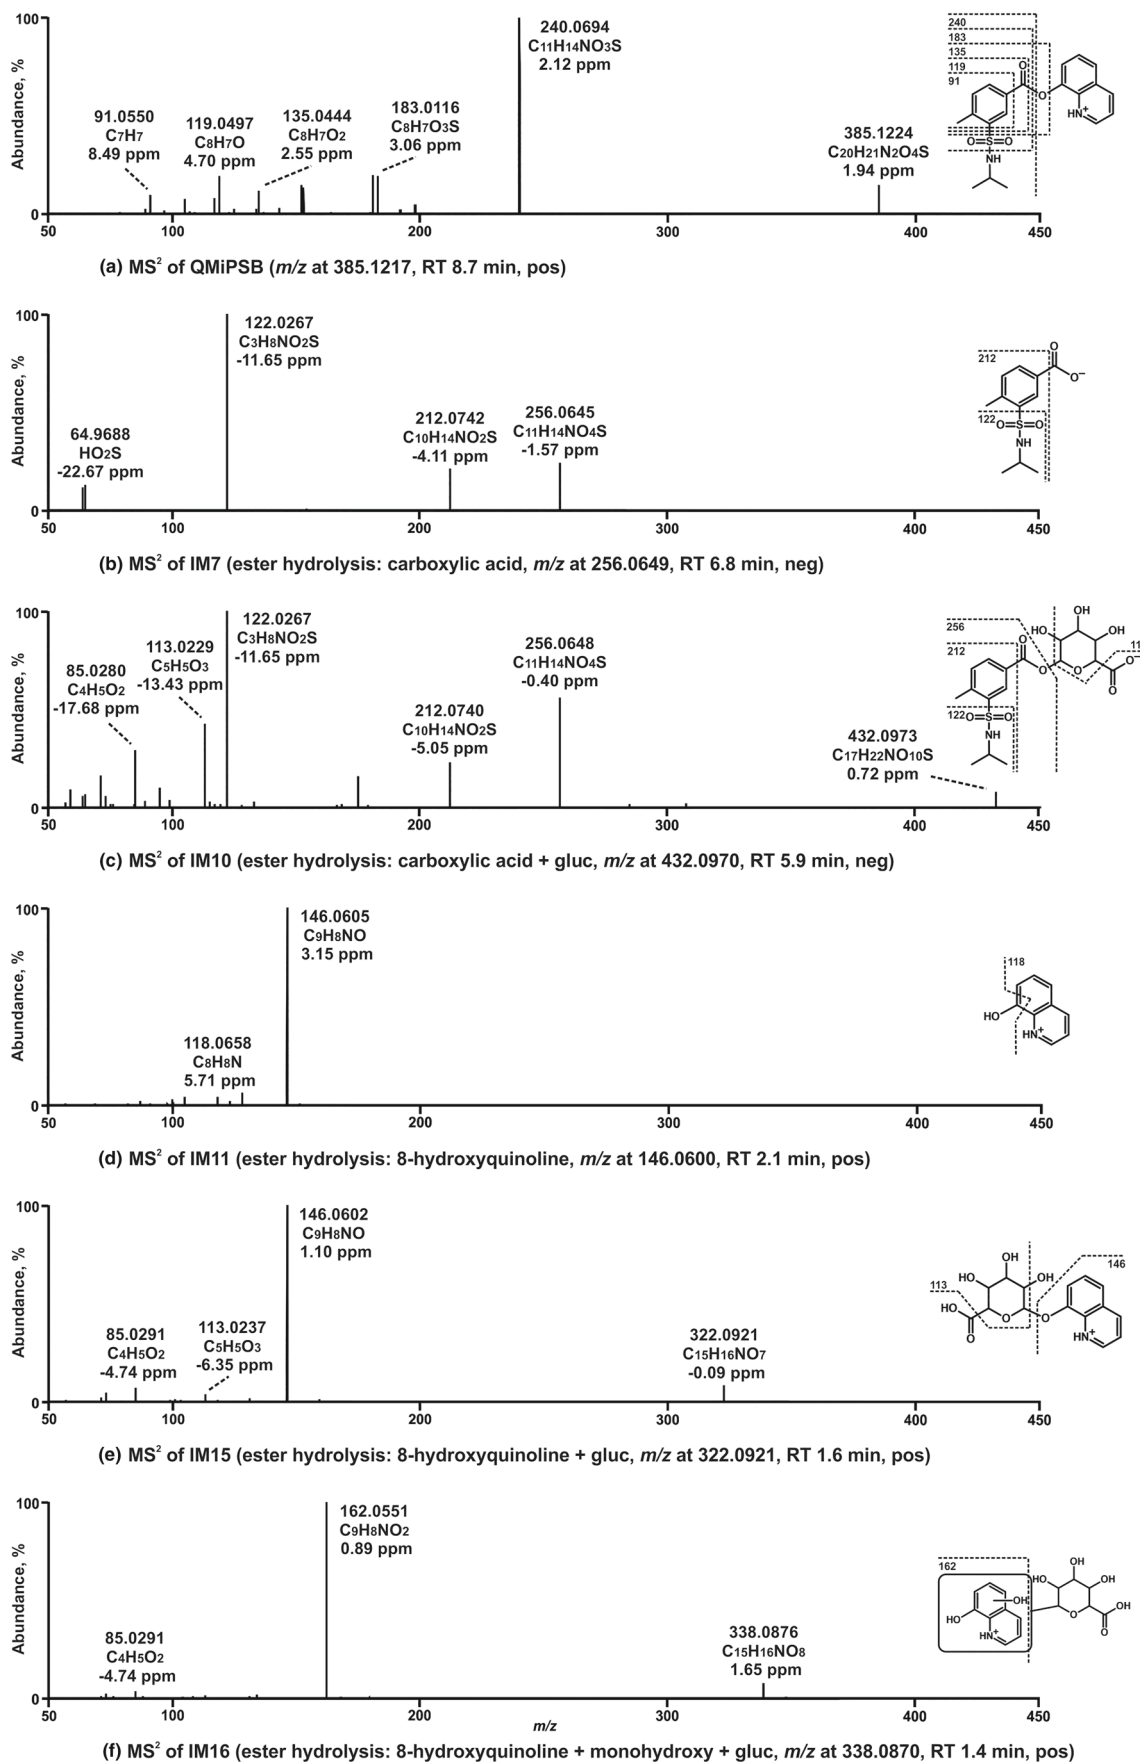 Abundance, %
100
0
91.0550
C7H7
8.49 ppm
119.0497
C8H7O
4.70 ppm
135.0444
C8H7O2
2.55 ppm
183.0116
C8H7O3S
3.06 ppm
240.0694
C11H14NO3S
2.12 ppm
385.1224
C20H21N2O4S
1.94 ppm
240
183
135
119
91
O
O
HN+
O=S=O
NH
50 100 200 300 400 450
(a) MS2 of QMiPSB (m/z at 385.1217, RT 8.7 min, pos)
Abundance, %
100
0
64.9688
HO2S
-22.67 ppm
122.0267
C3H8NO2S
-11.65 ppm
212.0742
C10H14NO2S
-4.11 ppm
256.0645
C11H14NO4S
-1.57 ppm
212
O
O−
122
O=S=O
NH
50 100 200 300 400 450
(b) MS2 of IM7 (ester hydrolysis: carboxylic acid, m/z at 256.0649, RT 6.8 min, neg)
Abundance, %
100
0
85.0280
C4H5O2
-17.68 ppm
113.0229
C5H5O3
-13.43 ppm
122.0267
C3H8NO2S
-11.65 ppm
212.0740
C10H14NO2S
-5.05 ppm
256.0648
C11H14NO4S
-0.40 ppm
432.0973
C17H22NO10S
0.72 ppm
256
212
OH
HO
OH
11
O
O
O
O−
O
122
O=S=O
NH
50 100 200 300 400 450
(c) MS2 of IM10 (ester hydrolysis: carboxylic acid + gluc, m/z at 432.0970, RT 5.9 min, neg)
Abundance, %
100
0
118.0658
C8H8N
5.71 ppm
146.0605
C9H8NO
3.15 ppm
118
HO
HN+
50 100 200 300 400 450
(d) MS2 of IM11 (ester hydrolysis: 8-hydroxyquinoline, m/z at 146.0600, RT 2.1 min, pos)
Abundance, %
100
0
85.0291
C4H5O2
-4.74 ppm
113.0237
C5H5O3
-6.35 ppm
146.0602
C9H8NO
1.10 ppm
322.0921
C15H16NO7
-0.09 ppm
OH
HO
OH
146
113
HO
O
O
O
HN+
50 100 200 300 400 450
(e) MS2 of IM15 (ester hydrolysis: 8-hydroxyquinoline + gluc, m/z at 322.0921, RT 1.6 min, pos)
Abundance, %
100
0
85.0291
C4H5O2
-4.74 ppm
162.0551
C9H8NO2
0.89 ppm
338.0876
C15H16NO8
1.65 ppm
162
OH
HO
OH
OH
HO
HN+
O
OH
O
50 100 200 300 400 450
m/z
(f) MS2 of IM16 (ester hydrolysis: 8-hydroxyquinoline + monohydroxy + gluc, m/z at 338.0870, RT 1.4 min, pos)